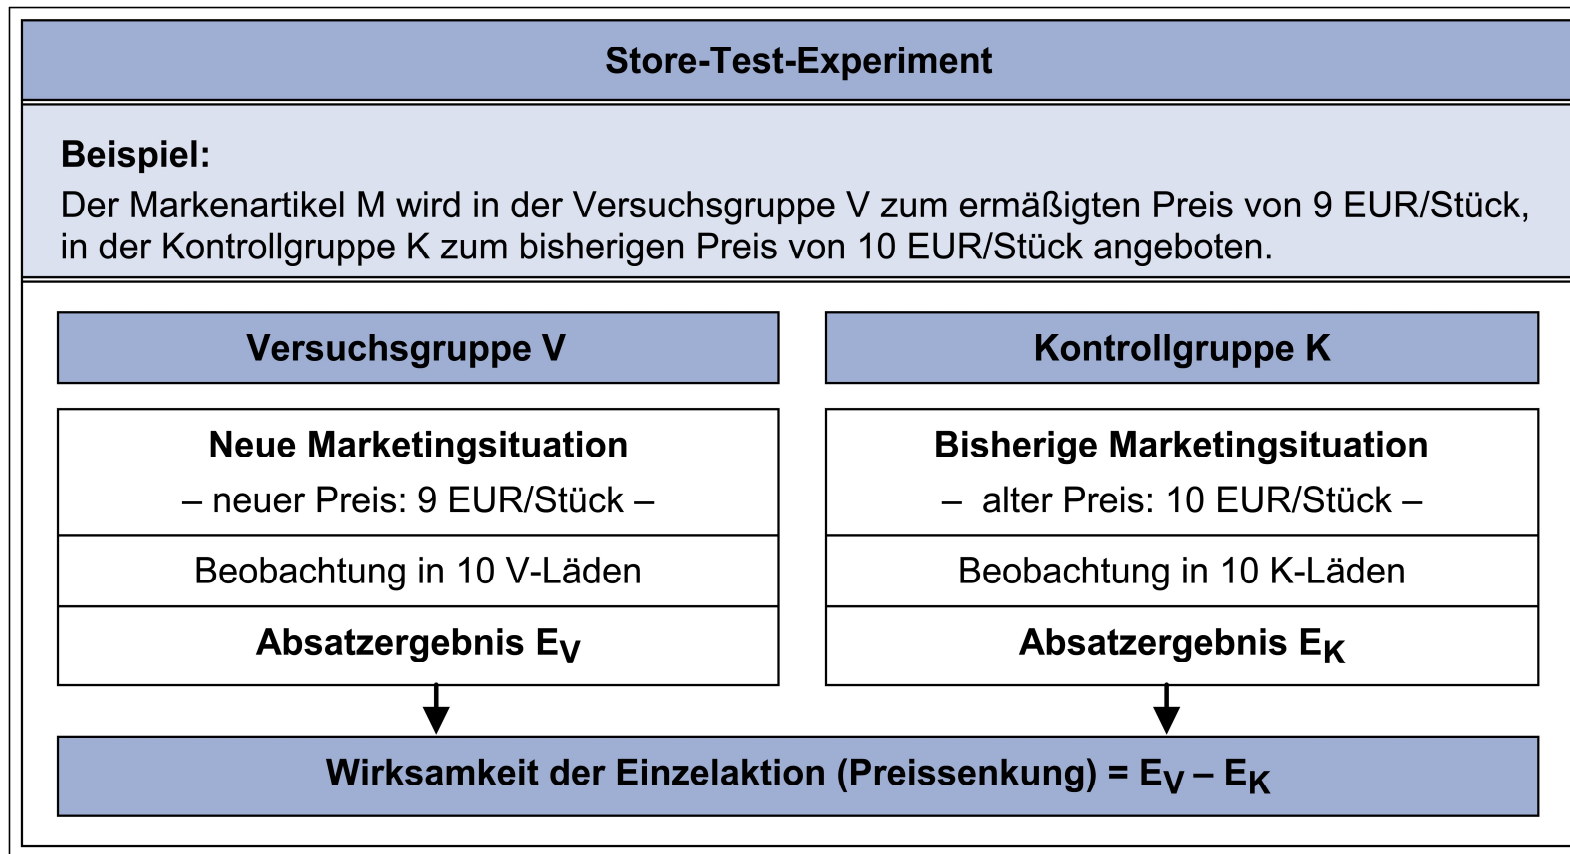 Store-Test-Experiment
Beispiel:
Der Markenartikel M wird in der Versuchsgruppe V zum ermäßigten Preis von 9 EUR/Stück,
in der Kontrollgruppe K zum bisherigen Preis von 10 EUR/Stück angeboten.
Versuchsgruppe V
Neue Marketingsituation
– neuer Preis: 9 EUR/Stück –
Beobachtung in 10 V-Läden
Absatzergebnis EV
Kontrollgruppe K
Bisherige Marketingsituation
– alter Preis: 10 EUR/Stück –
Beobachtung in 10 K-Läden
Absatzergebnis EK
Wirksamkeit der Einzelaktion (Preissenkung) = EV – EK